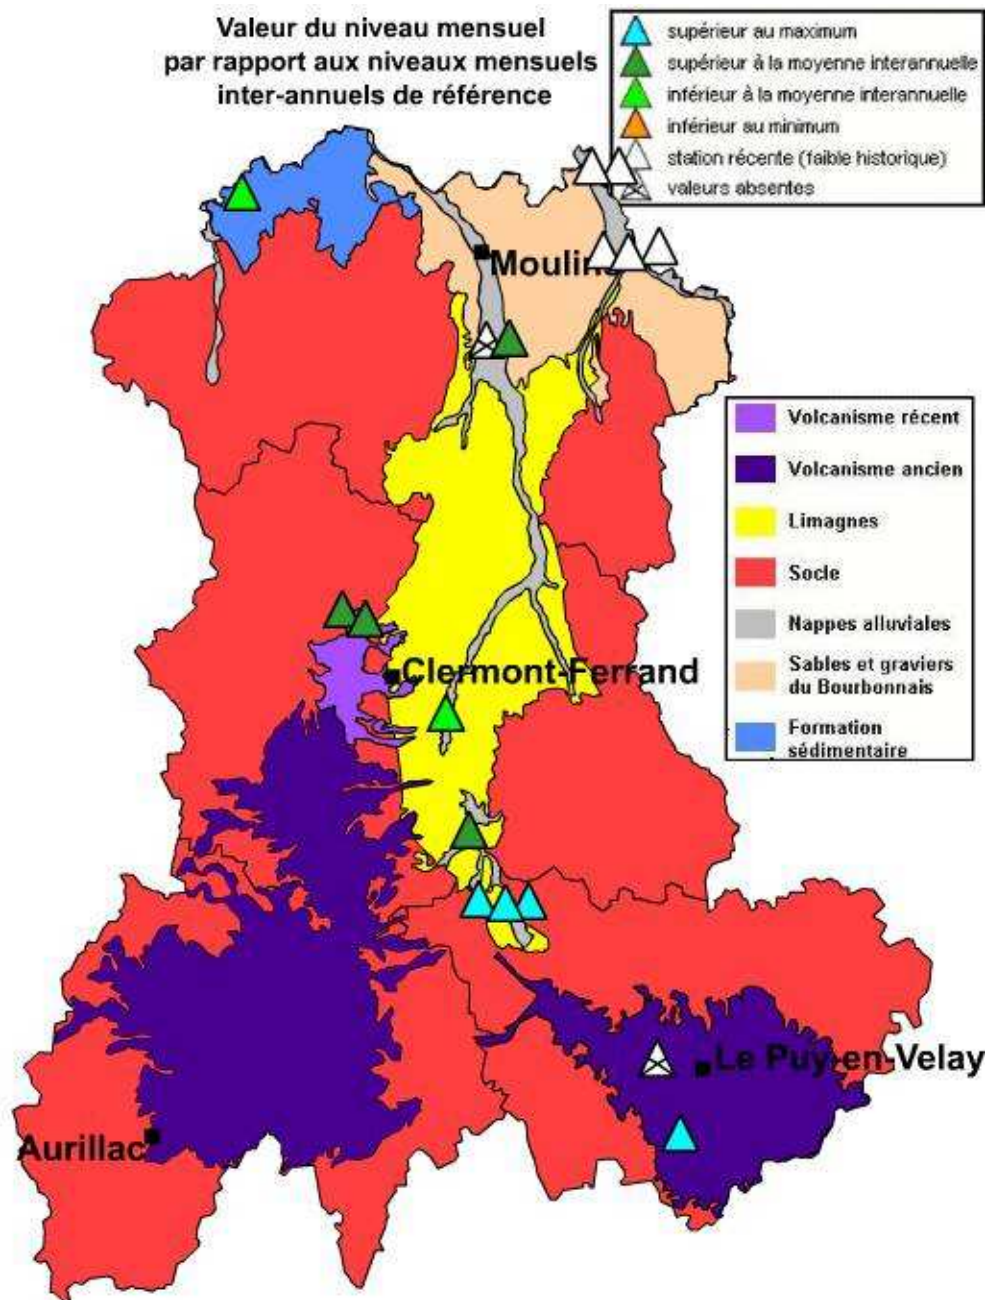 Valeur du niveau mensuel
par rapport aux niveaux mensuels
inter-annuels de référence
supérieur au maximum
supérieur à la moyenne interannuelle
inférieur à la moyenne interannuelle
inférieur au minimum
station récente (faible historique)
valeurs absentes
Moulins
Volcanisme récent
Volcanisme ancien
Limagnes
Socle
Nappes alluviales
Sables et graviers
du Bourbonnais
Formation
sédimentaire
Clermont-Ferrand
Le Puy-en-Velay
Aurillac